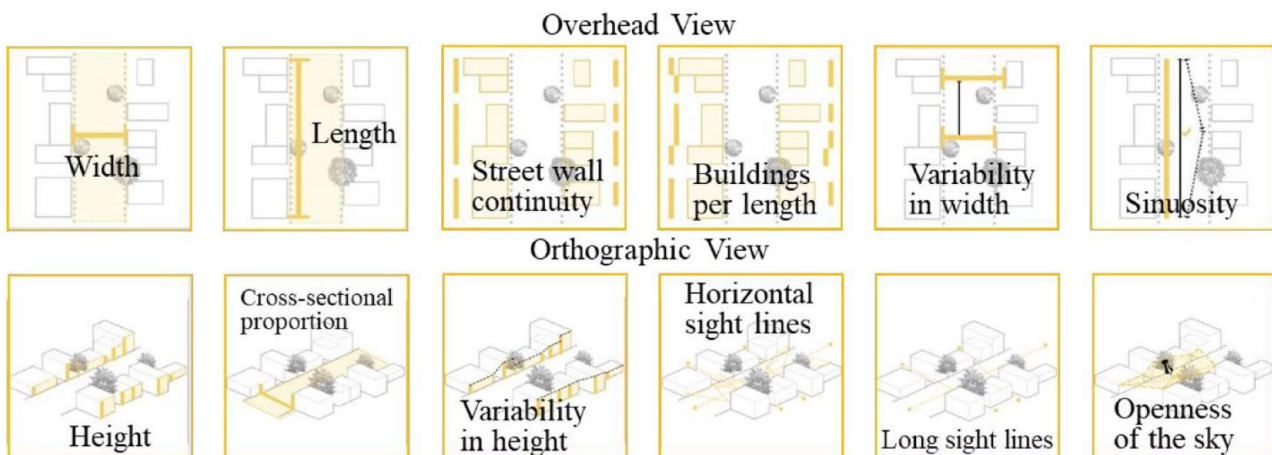 Overhead View
Width
Length
Street wall
continuity
Buildings
per length
Variability
in width
Sinuosity
Orthographic View
Height
Cross-sectional
proportion
Variability
in height
Horizontal
sight lines
Long sight lines
Openness
of the sky